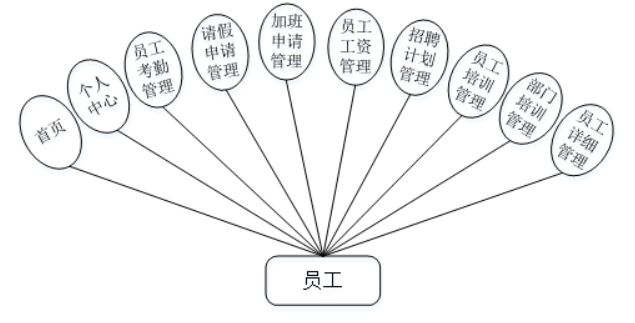 首页
个人
中心
员工
考勤
管理
请假
申请
管理
加班
申请
管理
员工
工资
管理
招聘
计划
管理
员工
培训
管理
部门
培训
管理
员工
详细
管理
员工